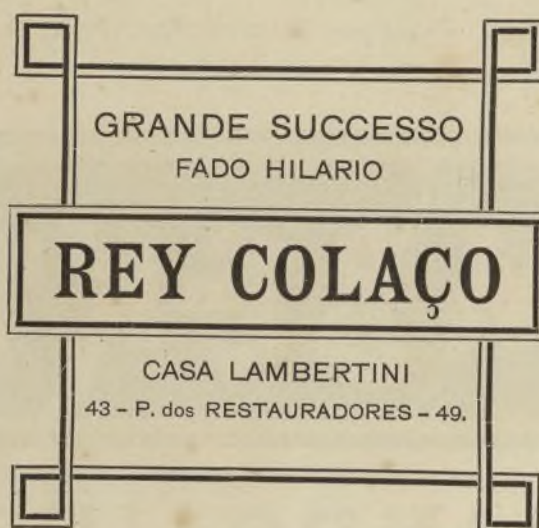 GRANDE SUCCESSO
FADO HILARIO
REY COLAÇO
CASA LAMBERTINI
43 - P. dos RESTAURADORES - 49.